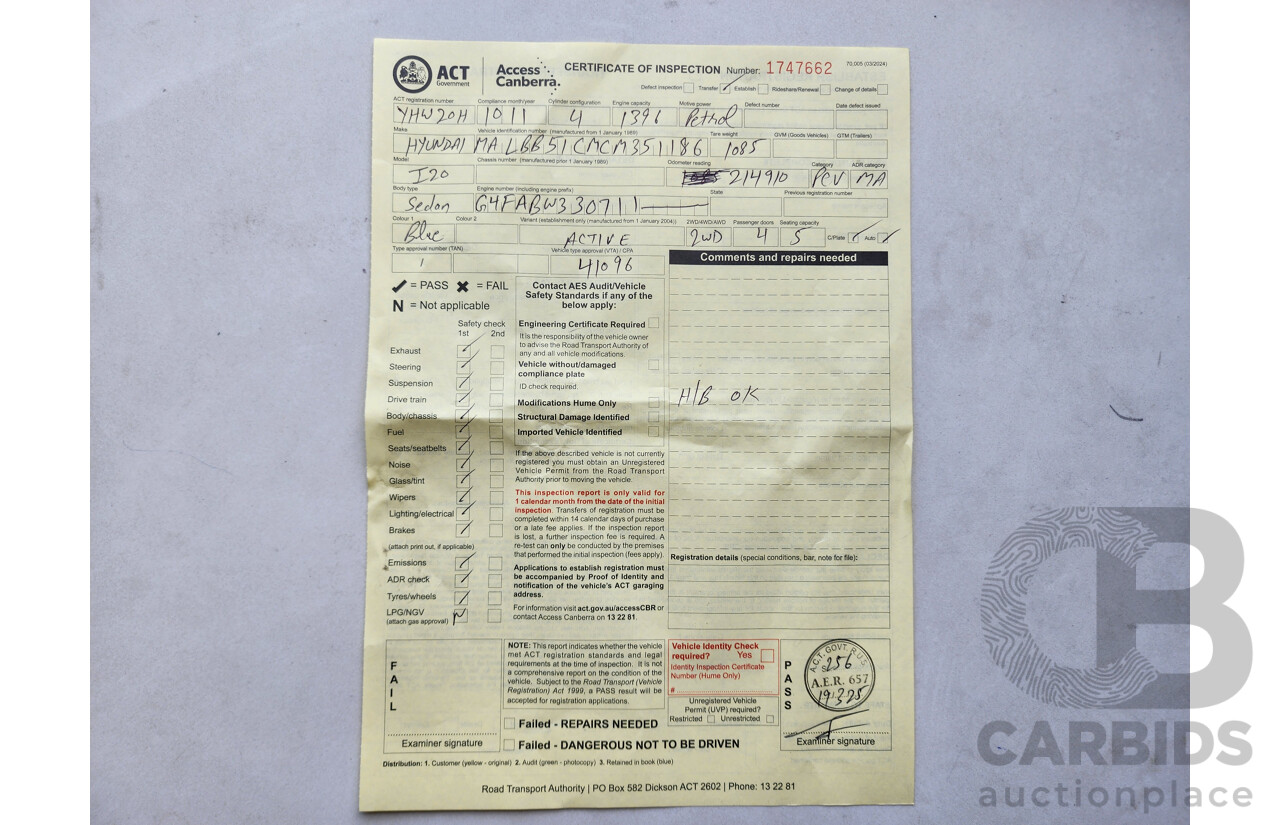 ACT Government
Access Canberra.
CERTIFICATE OF INSPECTION Number: 1747662
70,005 (03/2024)
Defect Inspection Transfer Establish Rideshare/Renewal Change of details
ACT registration number Compliance month/year Cylinder configuration Engine capacity Motive power Defect number Date defect issued
YHW20H 10 11 4 1396 Petrol
Make Vehicle identification number (manufactured from 1 January 1989) Tare weight GVM (Goods Vehicles) GTM (Trailers)
HYUNDAI MALBB51CMCM351186 1085
Model Chassis number (manufactured prior 1 January 1989) Odometer reading Category ADR category
I20 214910 PCV MA
Body type Engine number (including engine prefix) State Previous registration number
Sedan G4FABW330711
Colour 1 Colour 2 Variant (establishment only (manufactured from 1 January 2004)) 2WD/4WD/AWD Passenger doors Seating capacity
Blue ACTIVE 2WD 4 5 C/Plate Auto
Type approval number (TAN) Vehicle type approval (VTA) / CPA
41096
Comments and repairs needed
= PASS = FAIL
N = Not applicable
Safety check
1st 2nd
Exhaust
Steering
Suspension
Drive train
Body/chassis
Fuel
Seats/seatbelts
Noise
Glass/tint
Wipers
Lighting/electrical
Brakes
(attach print out, if applicable)
Emissions
ADR check
Tyres/wheels
LPG/NGV N
(attach gas approval)
Contact AES Audit/Vehicle
Safety Standards if any of the
below apply:
Engineering Certificate Required
It is the responsibility of the vehicle owner
to advise the Road Transport Authority of
any and all vehicle modifications.
Vehicle without/damaged
compliance plate
ID check required
Modifications Hume Only
Structural Damage Identified
Imported Vehicle Identified
If the above described vehicle is not currently
registered you must obtain an Unregistered
Vehicle Permit from the Road Transport
Authority prior to moving the vehicle.
This inspection report is only valid for
1 calendar month from the date of the initial
inspection. Transfers of registration must be
completed within 14 calendar days of purchase
or a late fee applies. If the inspection report
is lost, a further inspection fee is required. A
re-test can only be conducted by the premises
that performed the initial inspection (fees apply).
Applications to establish registration must
be accompanied by Proof of Identity and
notification of the vehicle's ACT garaging
address.
For information visit act.gov.au/accessCBR or
contact Access Canberra on 13 22 81.
H/B OK
Registration details (special conditions, bar, note for file):
FAIL
Examiner signature
NOTE: This report indicates whether the vehicle
met ACT registration standards and legal
requirements at the time of inspection. It is not
a comprehensive report on the condition of the
vehicle. Subject to the Road Transport (Vehicle
Registration) Act 1999, a PASS result will be
accepted for registration applications.
Failed - REPAIRS NEEDED
Failed - DANGEROUS NOT TO BE DRIVEN
Vehicle Identity Check
required? Yes
Identity Inspection Certificate
Number (Hume Only)
#
Unregistered Vehicle
Permit (UVP) required?
Restricted Unrestricted
PASS
A.C.T. GOVT. R.U.S.
S256
A.E.R. 657
19 3 25
Examiner signature
Distribution: 1. Customer (yellow - original) 2. Audit (green - photocopy) 3. Retained in book (blue)
Road Transport Authority | PO Box 582 Dickson ACT 2602 | Phone: 13 22 81
CB
CARBIDS
auctionplace